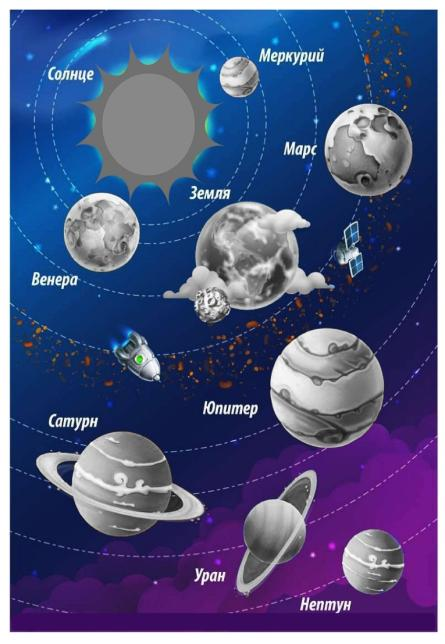 Солнце
Меркурий
Марс
Земля
Венера
Юпитер
Сатурн
Уран
Нептун